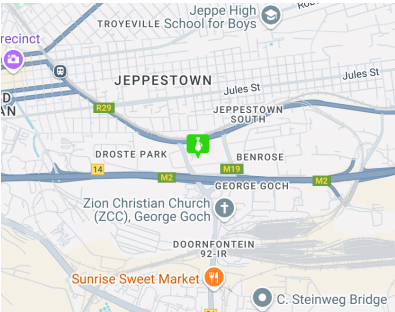 TROYEVILLE
Jeppe High
School for Boys
recinct
JEPPESTOWN
Jules St
Jules St
R29
JEPPESTOWN
SOUTH
AN
DROSTE PARK
BENROSE
14
M19
M2
M2
GEORGE GOCH
Zion Christian Church
(ZCC), George Goch
DOORNFONTEIN
92-IR
Sunrise Sweet Market
C. Steinweg Bridge